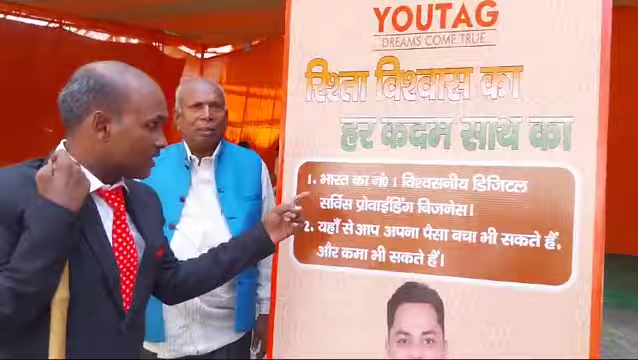 YOUTAG
DREAMS COME TRUE
रिश्ता विश्वास का
हर कदम साथ का
1. भारत का नं0 1 विश्वसनीय डिजिटल
सर्विस प्रोवाईडिंग बिजनेस।
2. यहाँ से आप अपना पैसा बचा भी सकते हैं,
और कमा भी सकते हैं।